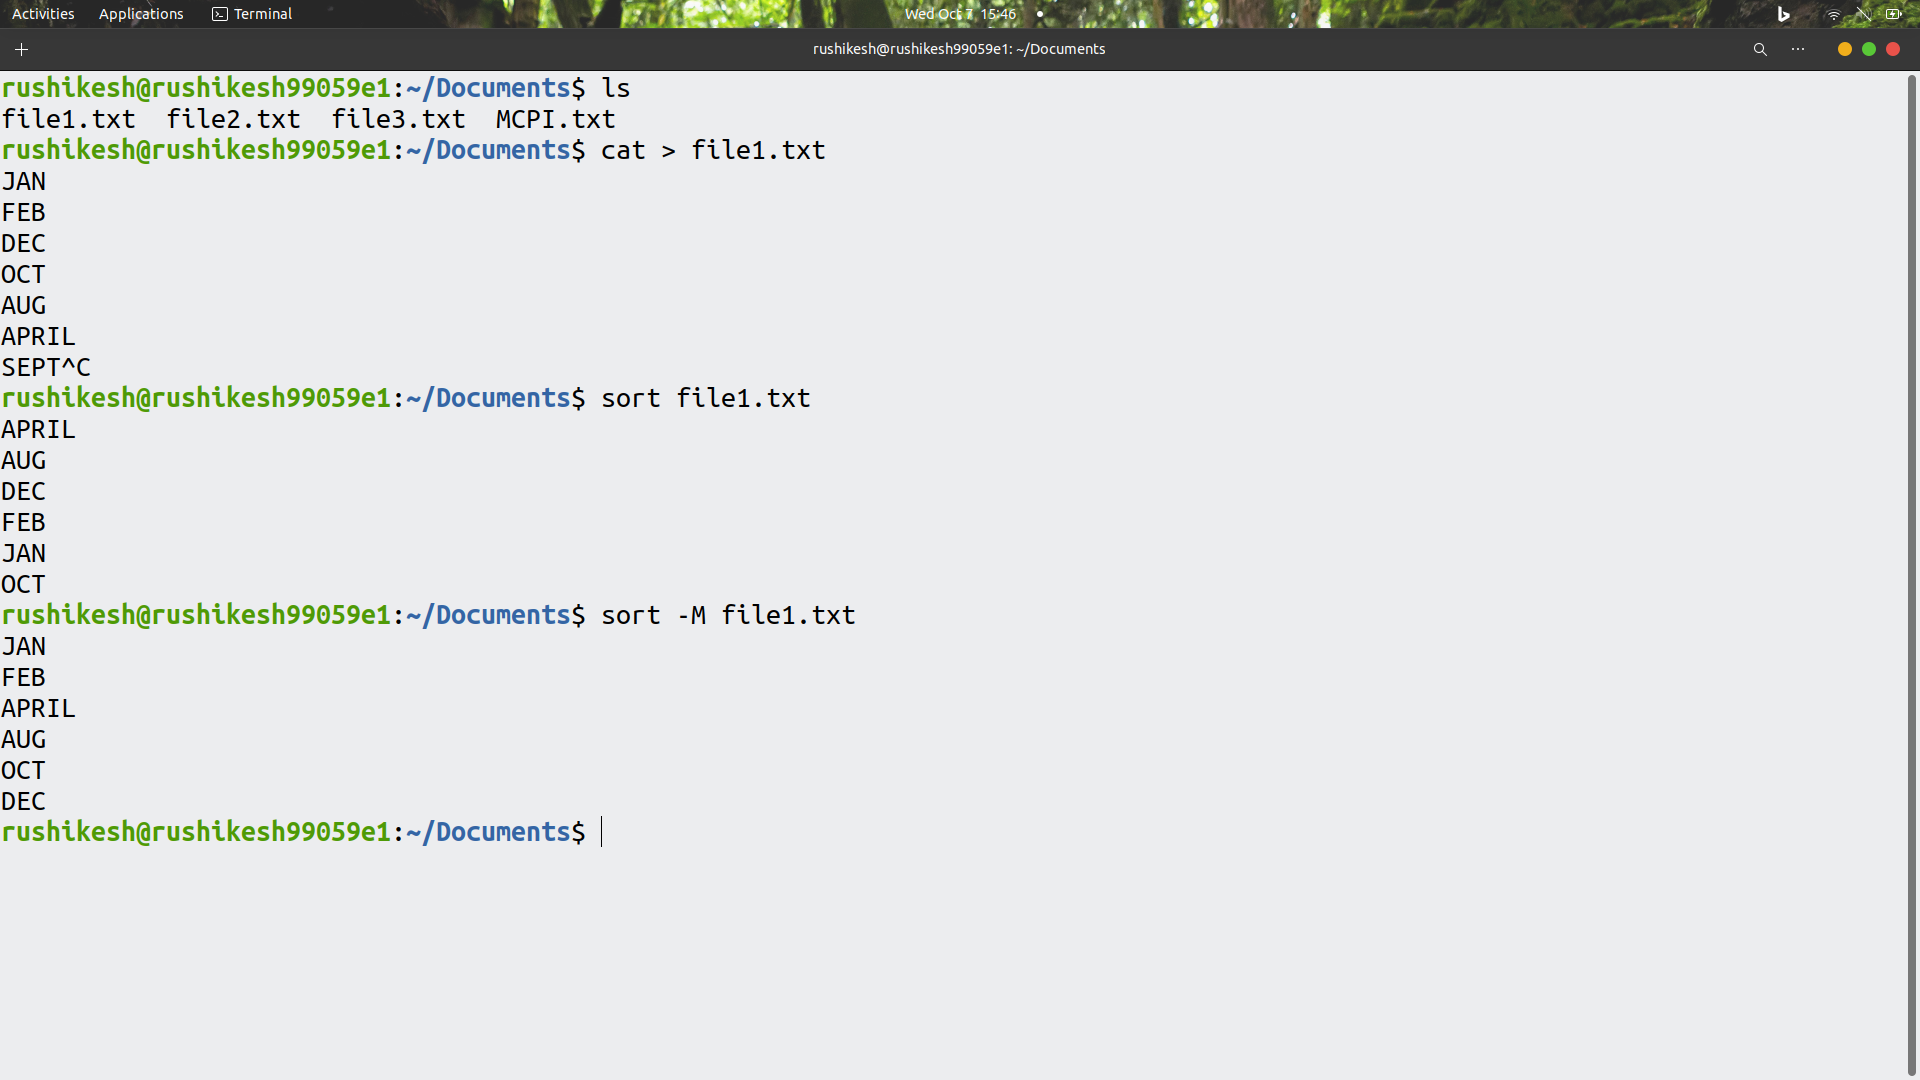 Activities Applications Terminal Wed Oct 7 15:46
rushikesh@rushikesh99059e1: ~/Documents
rushikesh@rushikesh99059e1:~/Documents$ ls
file1.txt  file2.txt  file3.txt  MCPI.txt
rushikesh@rushikesh99059e1:~/Documents$ cat > file1.txt
JAN
FEB
DEC
OCT
AUG
APRIL
SEPT^C
rushikesh@rushikesh99059e1:~/Documents$ sort file1.txt
APRIL
AUG
DEC
FEB
JAN
OCT
rushikesh@rushikesh99059e1:~/Documents$ sort -M file1.txt
JAN
FEB
APRIL
AUG
OCT
DEC
rushikesh@rushikesh99059e1:~/Documents$